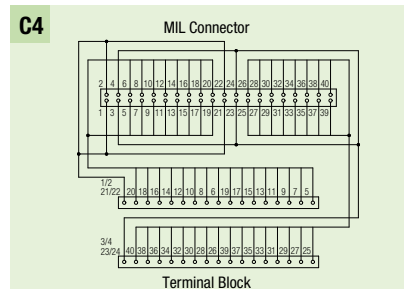 C4
MIL Connector
2 4 6 8 10 12 14 16 18 20 22 24 26 28 30 32 34 36 38 40
1 3 5 7 9 11 13 15 17 19 21 23 25 27 29 31 33 35 37 39
1/2
21/22 20 18 16 14 12 10 8 6 19 17 15 13 11 9 7 5
3/4
23/24 40 38 36 34 32 30 28 26 39 37 35 33 31 29 27 25
Terminal Block